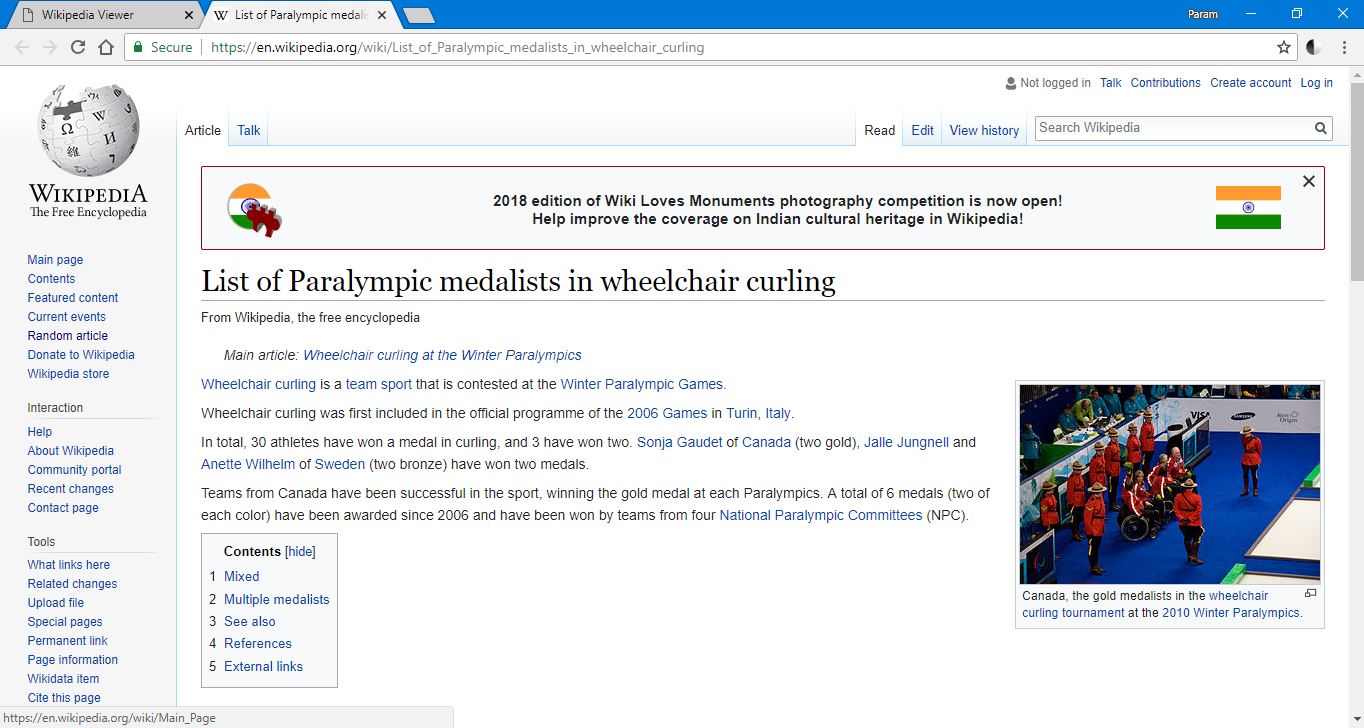 Wikipedia Viewer
List of Paralympic medalis
Param
Secure
https://en.wikipedia.org/wiki/List_of_Paralympic_medalists_in_wheelchair_curling
Not logged in Talk Contributions Create account Log in
Article Talk
Read Edit View history
Search Wikipedia
WIKIPEDIA
The Free Encyclopedia
Main page
Contents
Featured content
Current events
Random article
Donate to Wikipedia
Wikipedia store
Interaction
Help
About Wikipedia
Community portal
Recent changes
Contact page
Tools
What links here
Related changes
Upload file
Special pages
Permanent link
Page information
Wikidata item
Cite this page
2018 edition of Wiki Loves Monuments photography competition is now open!
Help improve the coverage on Indian cultural heritage in Wikipedia!
List of Paralympic medalists in wheelchair curling
From Wikipedia, the free encyclopedia
Main article: Wheelchair curling at the Winter Paralympics
Wheelchair curling is a team sport that is contested at the Winter Paralympic Games.
Wheelchair curling was first included in the official programme of the 2006 Games in Turin, Italy.
In total, 30 athletes have won a medal in curling, and 3 have won two. Sonja Gaudet of Canada (two gold), Jalle Jungnell and
Anette Wilhelm of Sweden (two bronze) have won two medals.
Teams from Canada have been successful in the sport, winning the gold medal at each Paralympics. A total of 6 medals (two of
each color) have been awarded since 2006 and have been won by teams from four National Paralympic Committees (NPC).
Contents [hide]
1 Mixed
2 Multiple medalists
3 See also
4 References
5 External links
VISA
SAMSUNG
Canada, the gold medalists in the wheelchair
curling tournament at the 2010 Winter Paralympics.
https://en.wikipedia.org/wiki/Main_Page